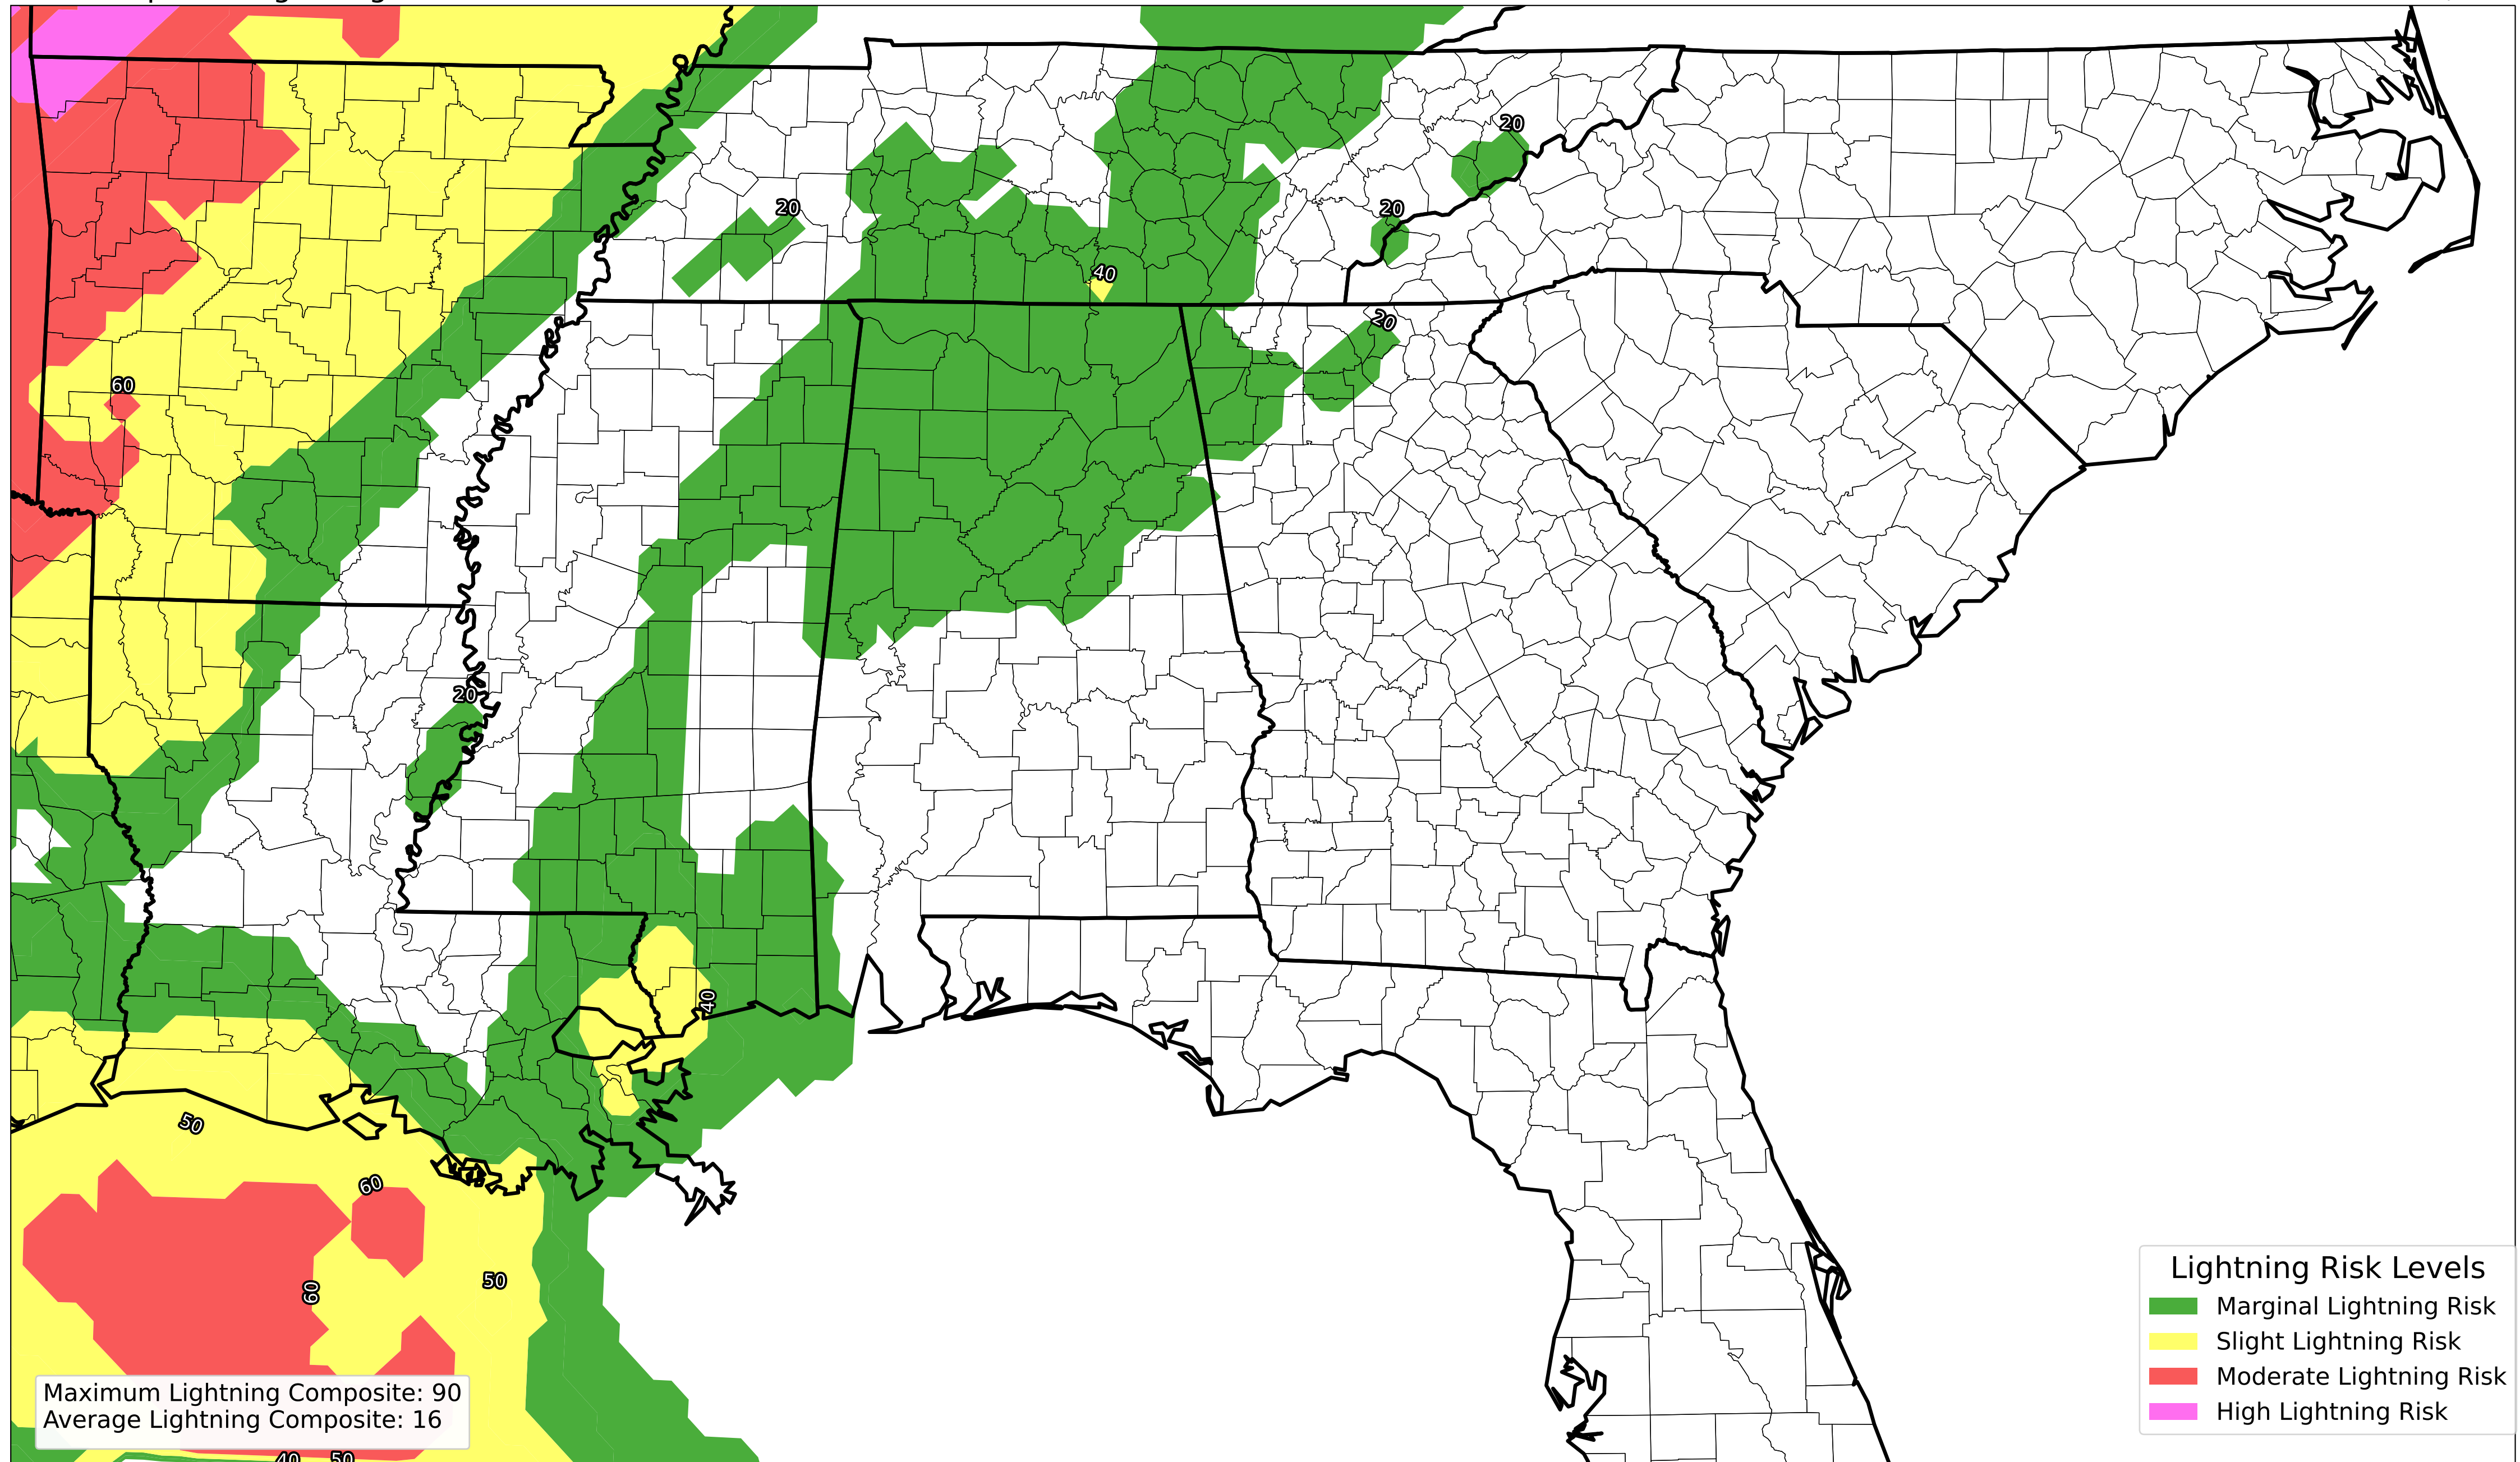 20
20
20
40
20
60
20
40
50
60
50
60
Lightning Risk Levels
Marginal Lightning Risk
Slight Lightning Risk
Moderate Lightning Risk
High Lightning Risk
Maximum Lightning Composite: 90
Average Lightning Composite: 16
40 50